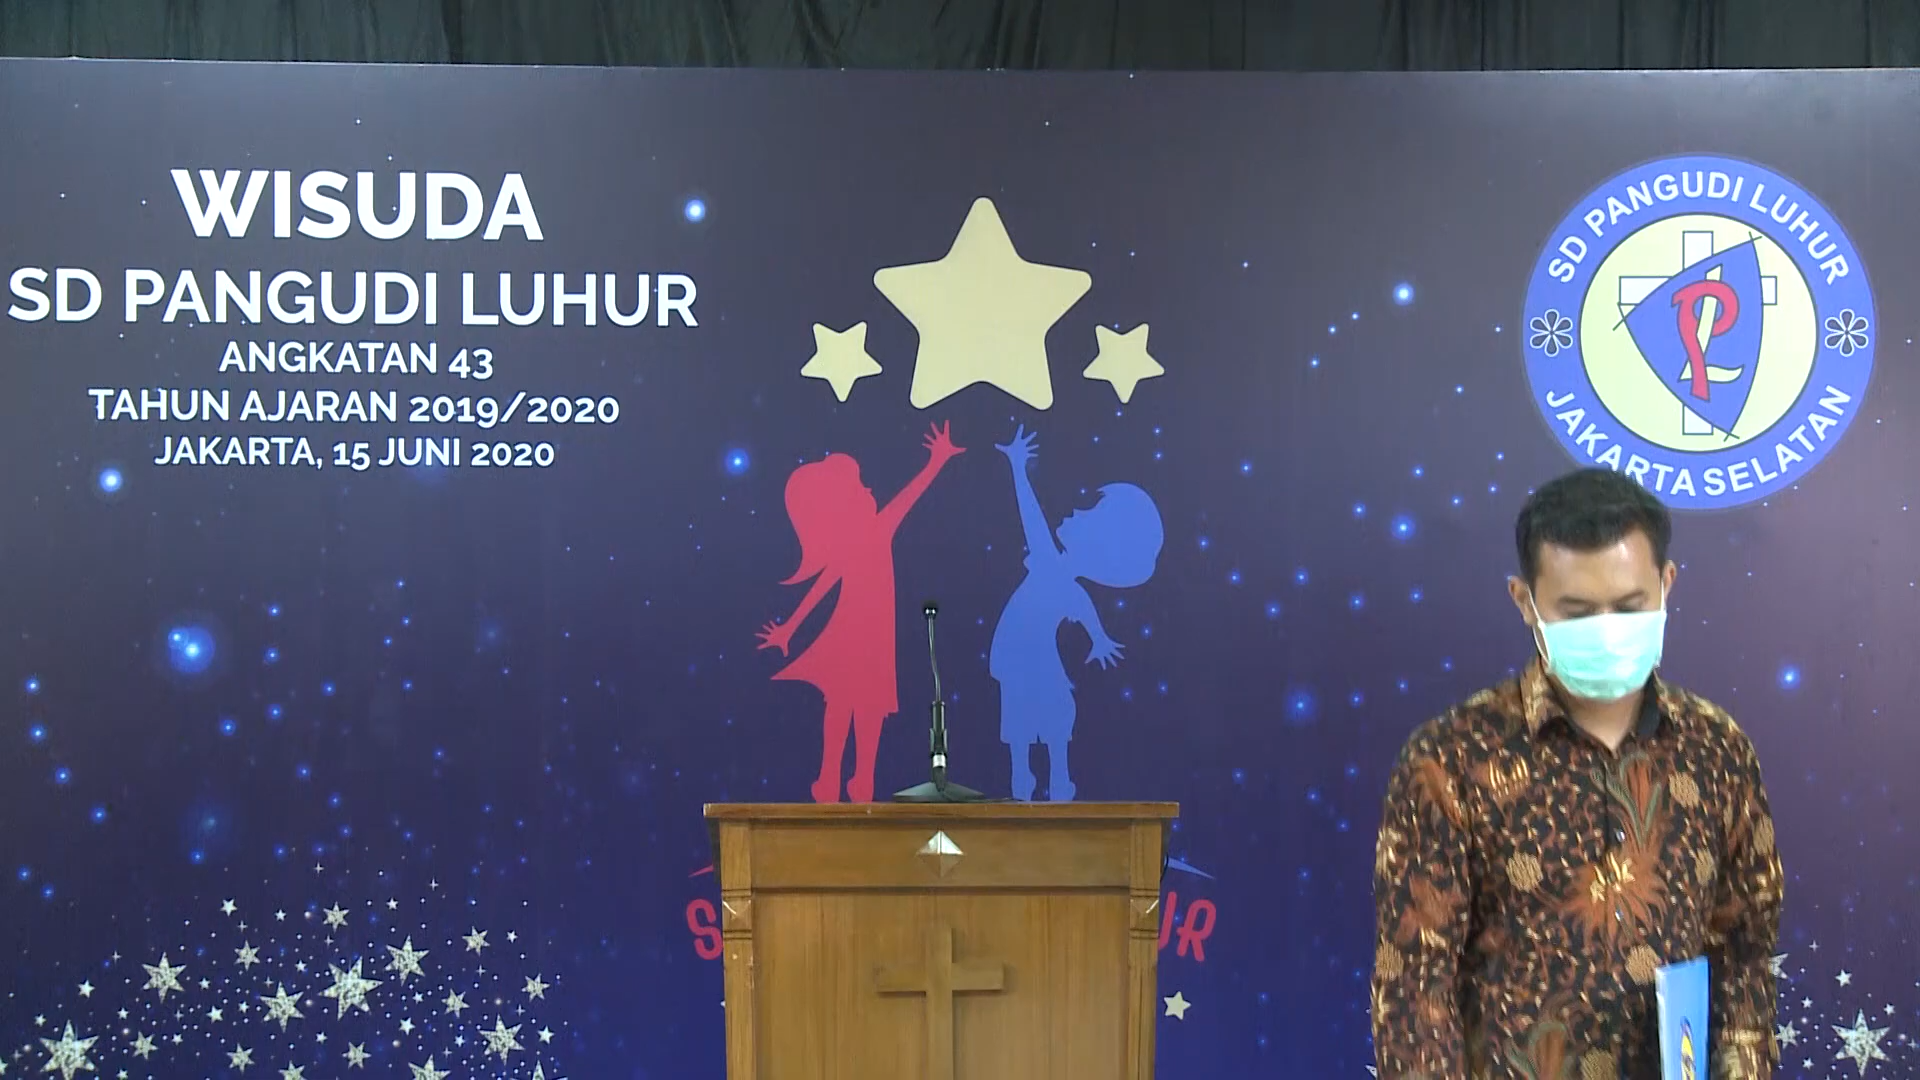 WISUDA
SD PANGUDI LUHUR
ANGKATAN 43
TAHUN AJARAN 2019/2020
JAKARTA, 15 JUNI 2020
SD PANGUDI LUHUR
PL
JAKARTA SELATAN